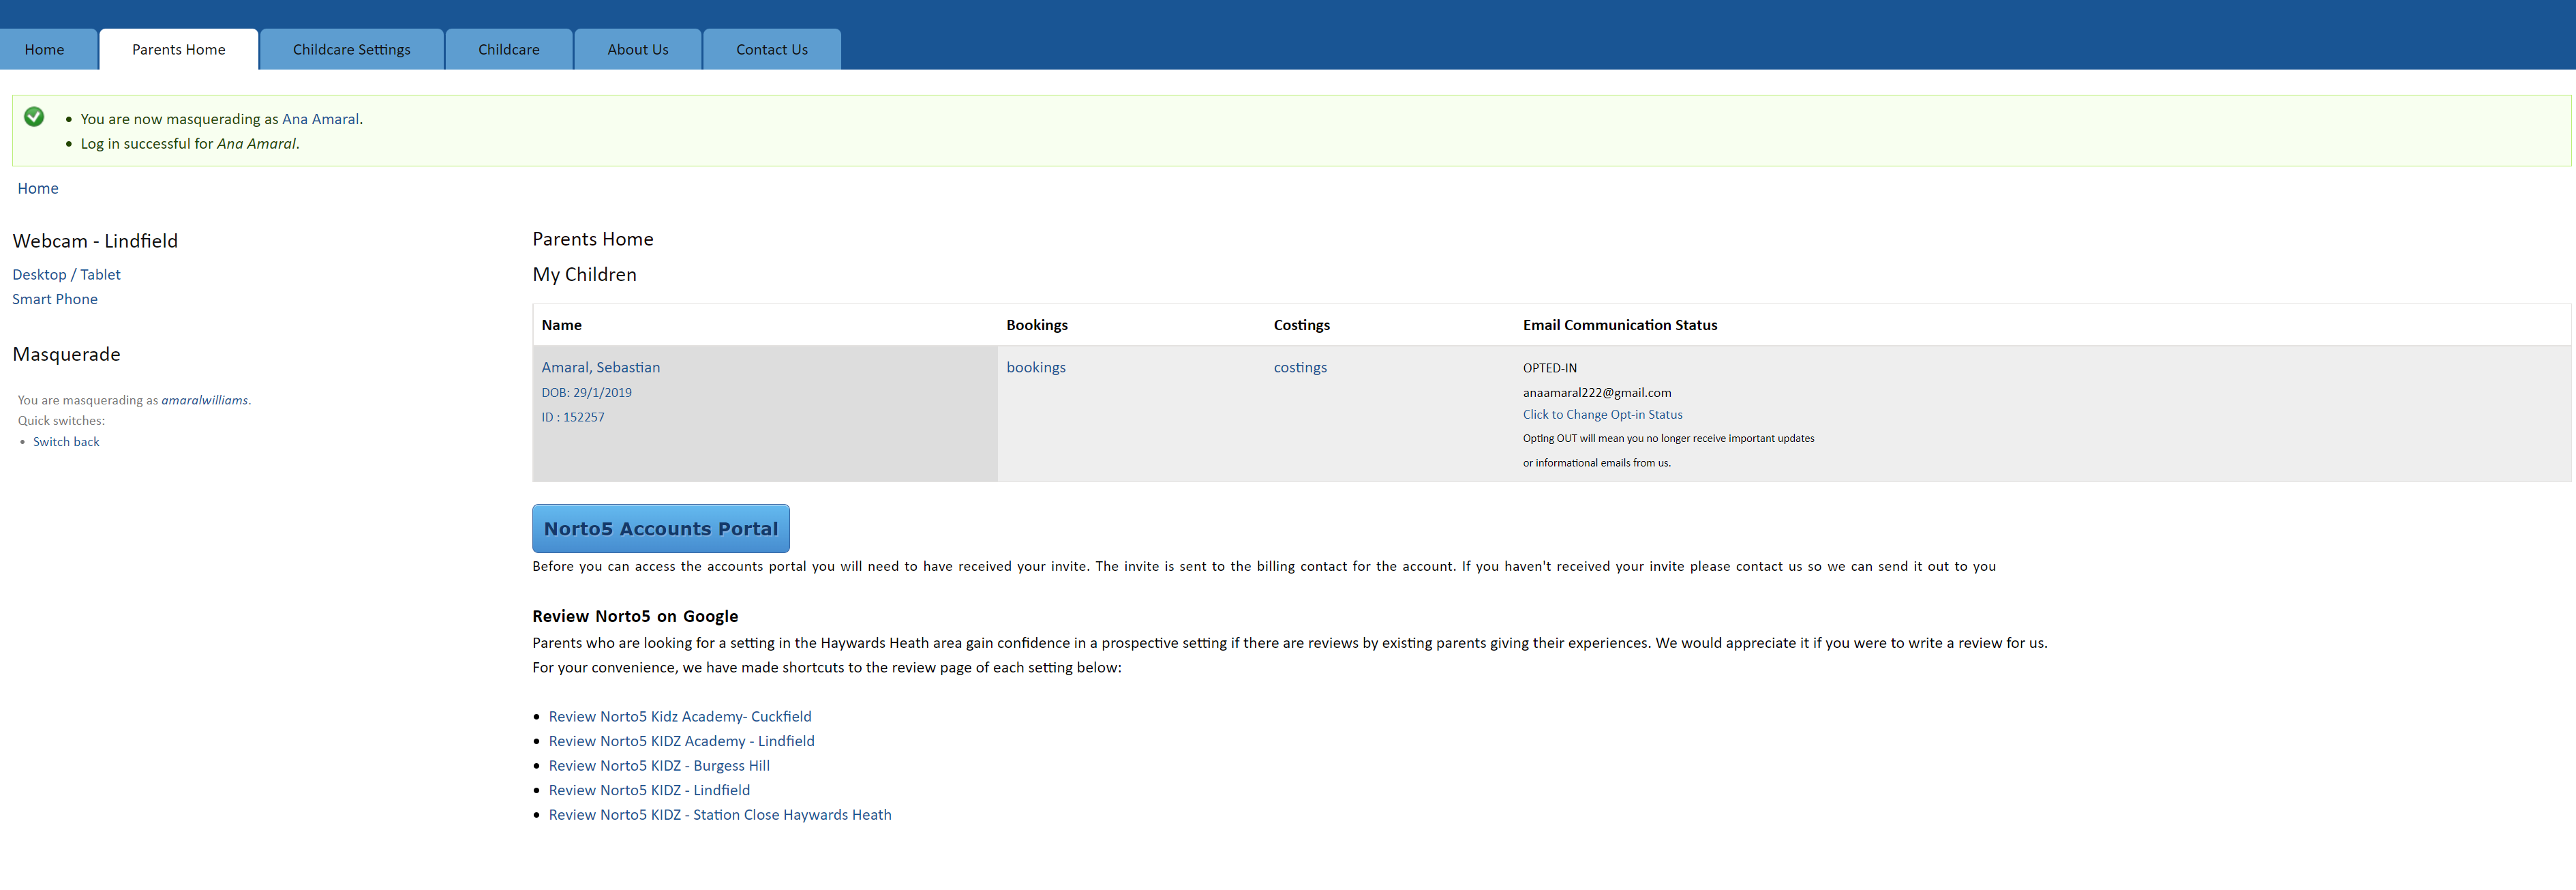 Home
Parents Home
Childcare Settings
Childcare
About Us
Contact Us
You are now masquerading as Ana Amaral.
Log in successful for Ana Amaral.
Home
Webcam - Lindfield
Desktop / Tablet
Smart Phone
Masquerade
You are masquerading as amaralwilliams.
Quick switches:
Switch back
Parents Home
My Children
Name Bookings Costings Email Communication Status
Amaral, Sebastian bookings costings OPTED-IN
DOB: 29/1/2019 anaamaral222@gmail.com
ID : 152257 Click to Change Opt-in Status
Opting OUT will mean you no longer receive important updates
or informational emails from us.
Norto5 Accounts Portal
Before you can access the accounts portal you will need to have received your invite. The invite is sent to the billing contact for the account. If you haven't received your invite please contact us so we can send it out to you
Review Norto5 on Google
Parents who are looking for a setting in the Haywards Heath area gain confidence in a prospective setting if there are reviews by existing parents giving their experiences. We would appreciate it if you were to write a review for us.
For your convenience, we have made shortcuts to the review page of each setting below:
Review Norto5 Kidz Academy- Cuckfield
Review Norto5 KIDZ Academy - Lindfield
Review Norto5 KIDZ - Burgess Hill
Review Norto5 KIDZ - Lindfield
Review Norto5 KIDZ - Station Close Haywards Heath